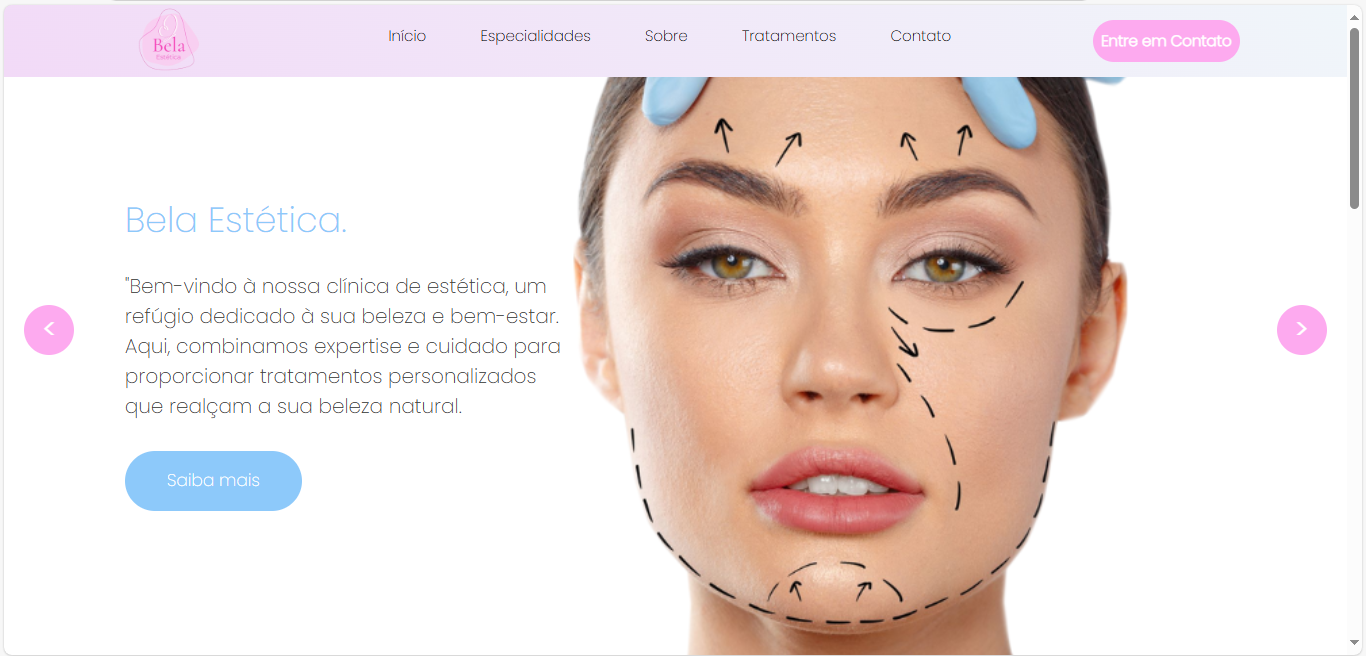 Bela
Estética
Início
Especialidades
Sobre
Tratamentos
Contato
Entre em Contato
Bela Estética.
"Bem-vindo à nossa clínica de estética, um
refúgio dedicado à sua beleza e bem-estar.
Aqui, combinamos expertise e cuidado para
proporcionar tratamentos personalizados
que realçam a sua beleza natural.
<
>
Saiba mais